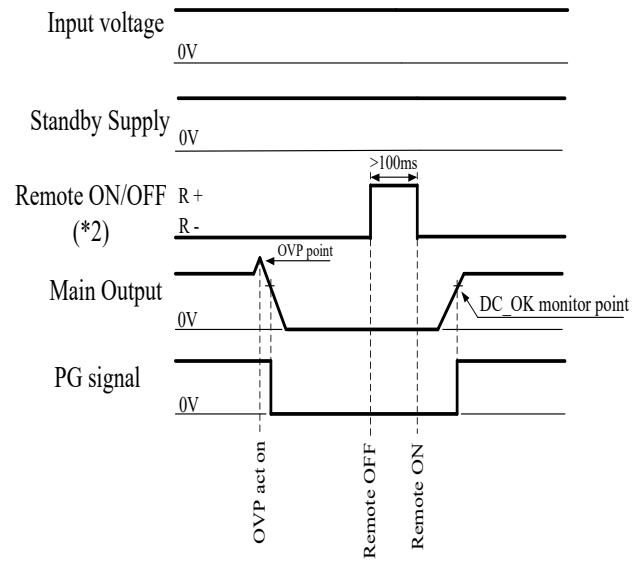 Input voltage
0V
Standby Supply
0V
>100ms
Remote ON/OFF
(*2)
R +
R -
OVP point
Main Output
0V
DC_OK monitor point
PG signal
0V
OVP act on
Remote OFF
Remote ON